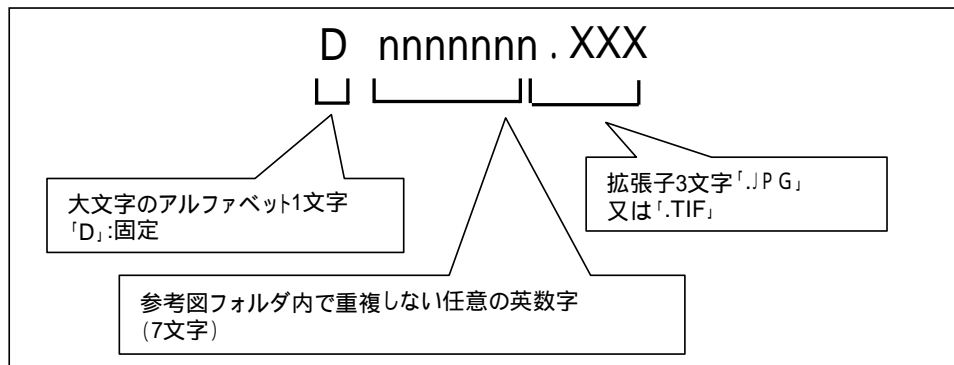 D nnnnnnn . XXX
大文字のアルファベット1文字
「D」:固定
拡張子3文字「.JPG」
又は「.TIF」
参考図フォルダ内で重複しない任意の英数字
(7文字)